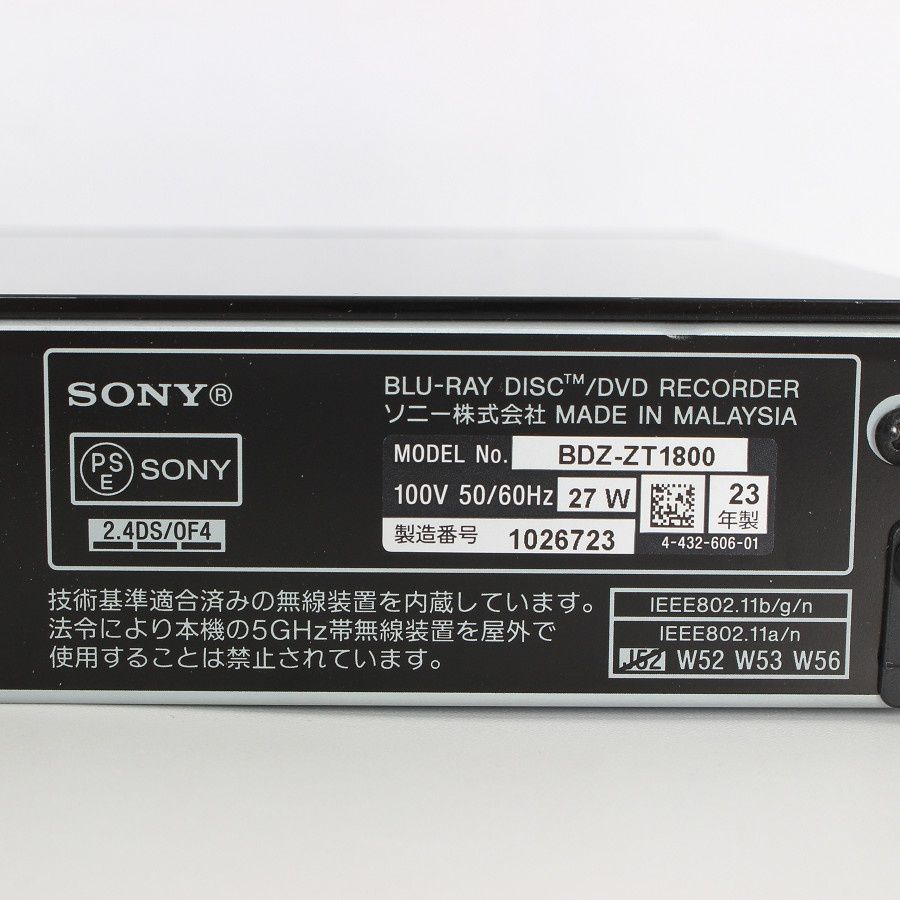 SONY®
BLU-RAY DISC™/DVD RECORDER
ソニー株式会社 MADE IN MALAYSIA
PSE SONY
MODEL No. BDZ-ZT1800
100V 50/60Hz 27 W
23
年製
2.4DS/OF4
製造番号 1026723
4-432-606-01
技術基準適合済みの無線装置を内蔵しています。
法令により本機の5GHz帯無線装置を屋外で
使用することは禁止されています。
IEEE802.11b/g/n
IEEE802.11a/n
J52 W52 W53 W56